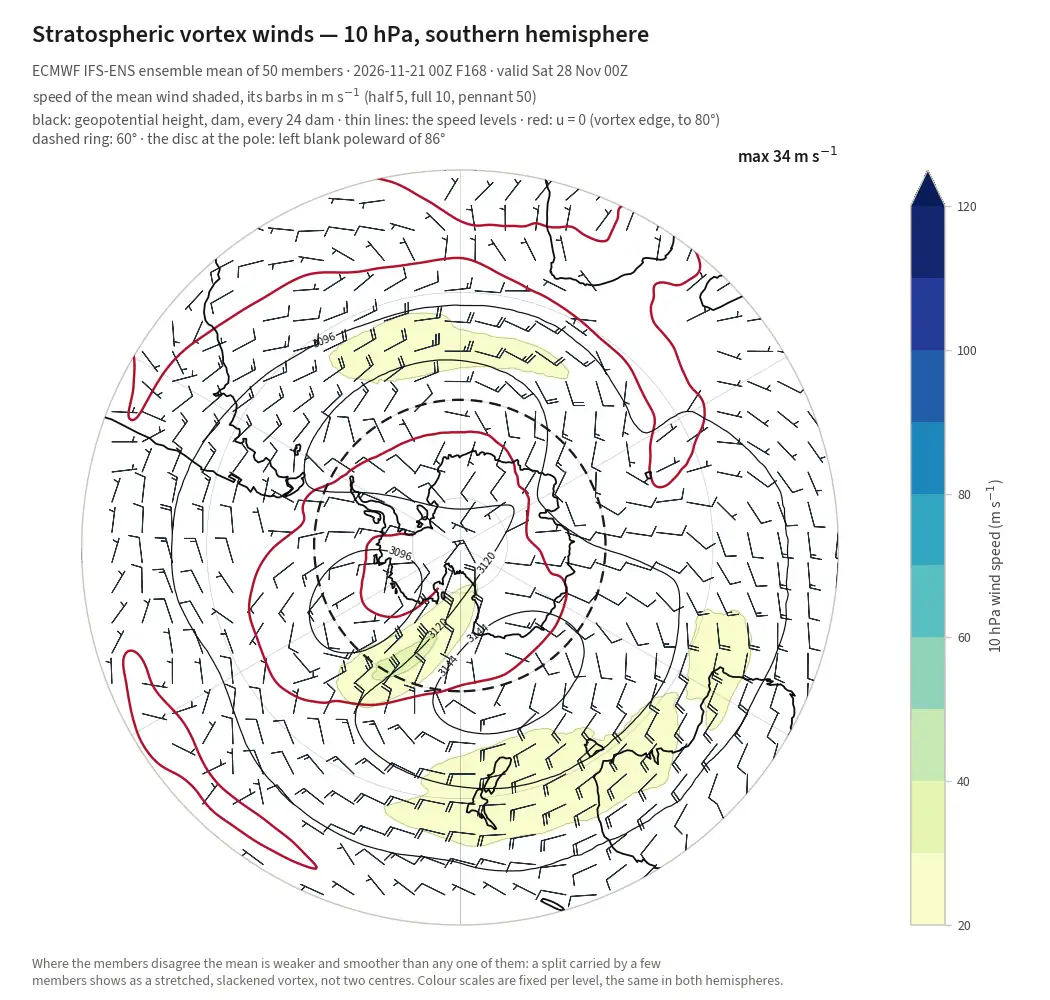 Stratospheric vortex winds — 10 hPa, southern hemisphere
ECMWF IFS-ENS ensemble mean of 50 members · 2026-11-21 00Z F168 · valid Sat 28 Nov 00Z
speed of the mean wind shaded, its barbs in m s⁻¹ (half 5, full 10, pennant 50)
black: geopotential height, dam, every 24 dam · thin lines: the speed levels · red: u = 0 (vortex edge, to 80°)
dashed ring: 60° · the disc at the pole: left blank poleward of 86°
max 34 m s⁻¹
120
100
80
60
40
20
10 hPa wind speed (m s⁻¹)
3096
3096
3120
3120
3144
3144
Where the members disagree the mean is weaker and smoother than any one of them: a split carried by a few
members shows as a stretched, slackened vortex, not two centres. Colour scales are fixed per level, the same in both hemispheres.